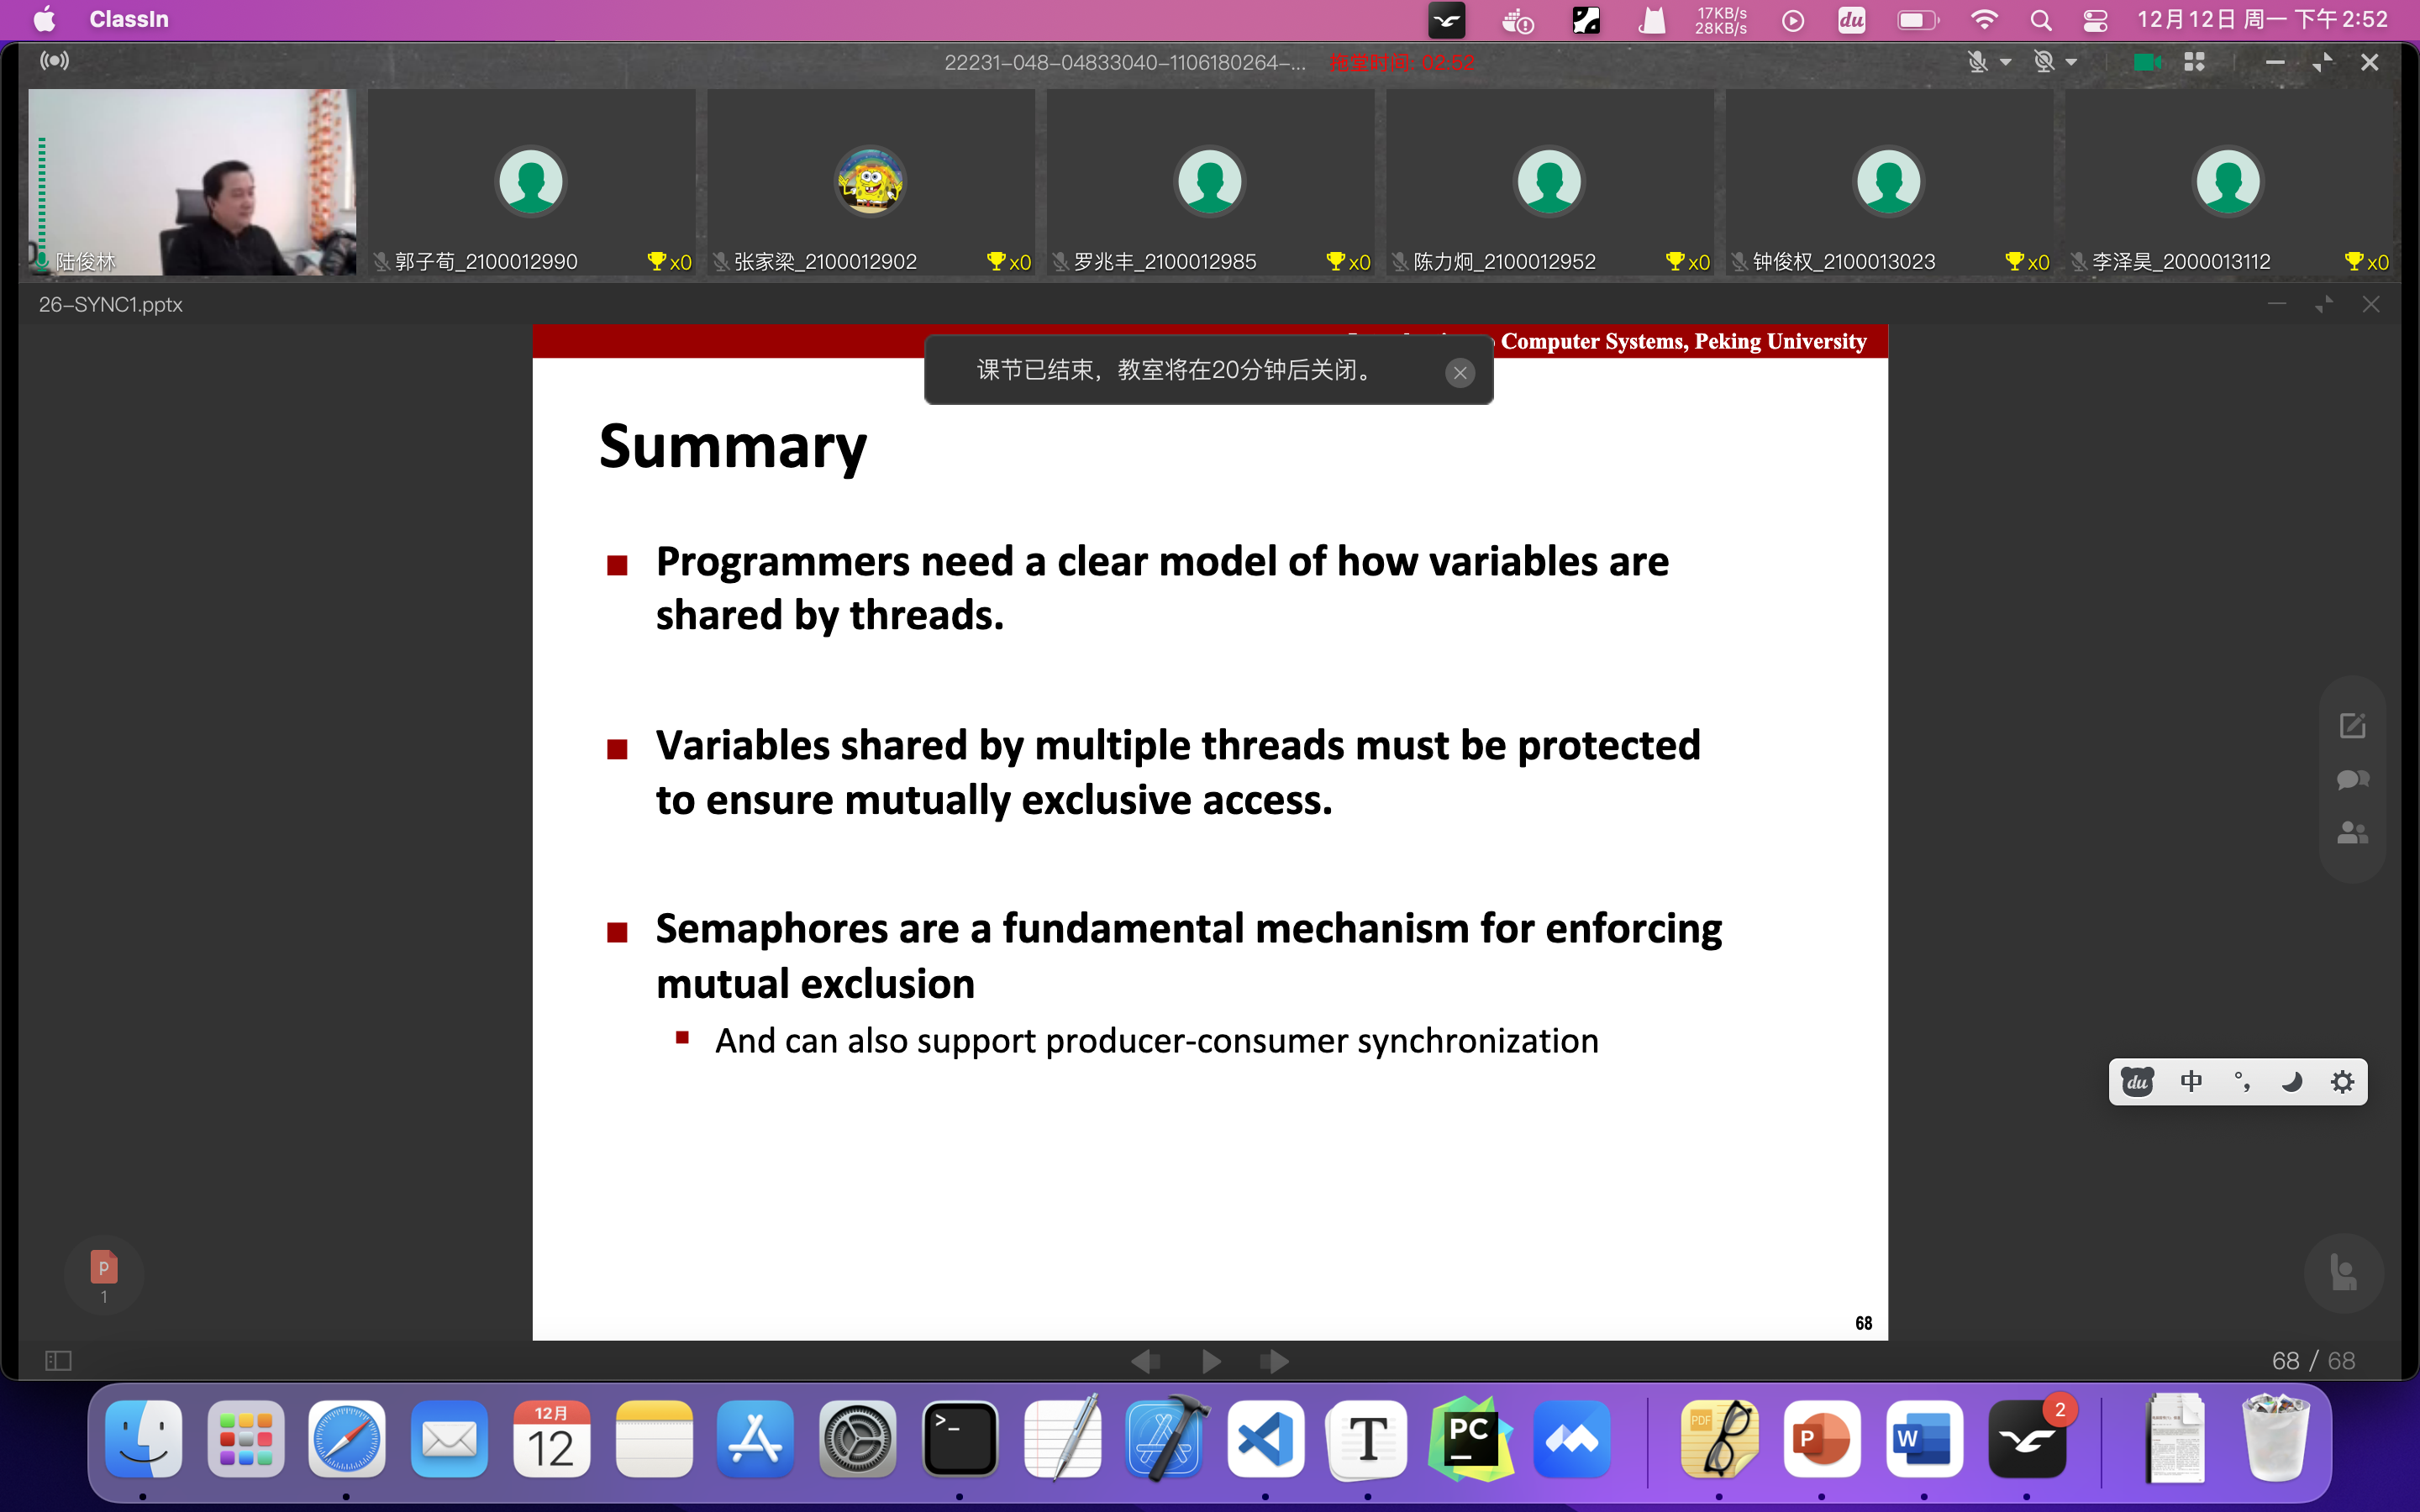 ClassIn
17KB/s
28KB/s
du
12月12日 周一 下午2:52
22231-048-04833040-1106180264-...
拖堂时间: 02:52
陆俊林
郭子荀_2100012990
x0
张家梁_2100012902
x0
罗兆丰_2100012985
x0
陈力炯_2100012952
x0
钟俊权_2100013023
x0
李泽昊_2000013112
x0
26-SYNC1.pptx
Computer Systems, Peking University
课节已结束，教室将在20分钟后关闭。
Summary
Programmers need a clear model of how variables are
shared by threads.
Variables shared by multiple threads must be protected
to ensure mutually exclusive access.
Semaphores are a fundamental mechanism for enforcing
mutual exclusion
And can also support producer-consumer synchronization
du 中 °,
P
1
68
68 / 68
12月
12
>_
T
PC
PDF
P
W
2